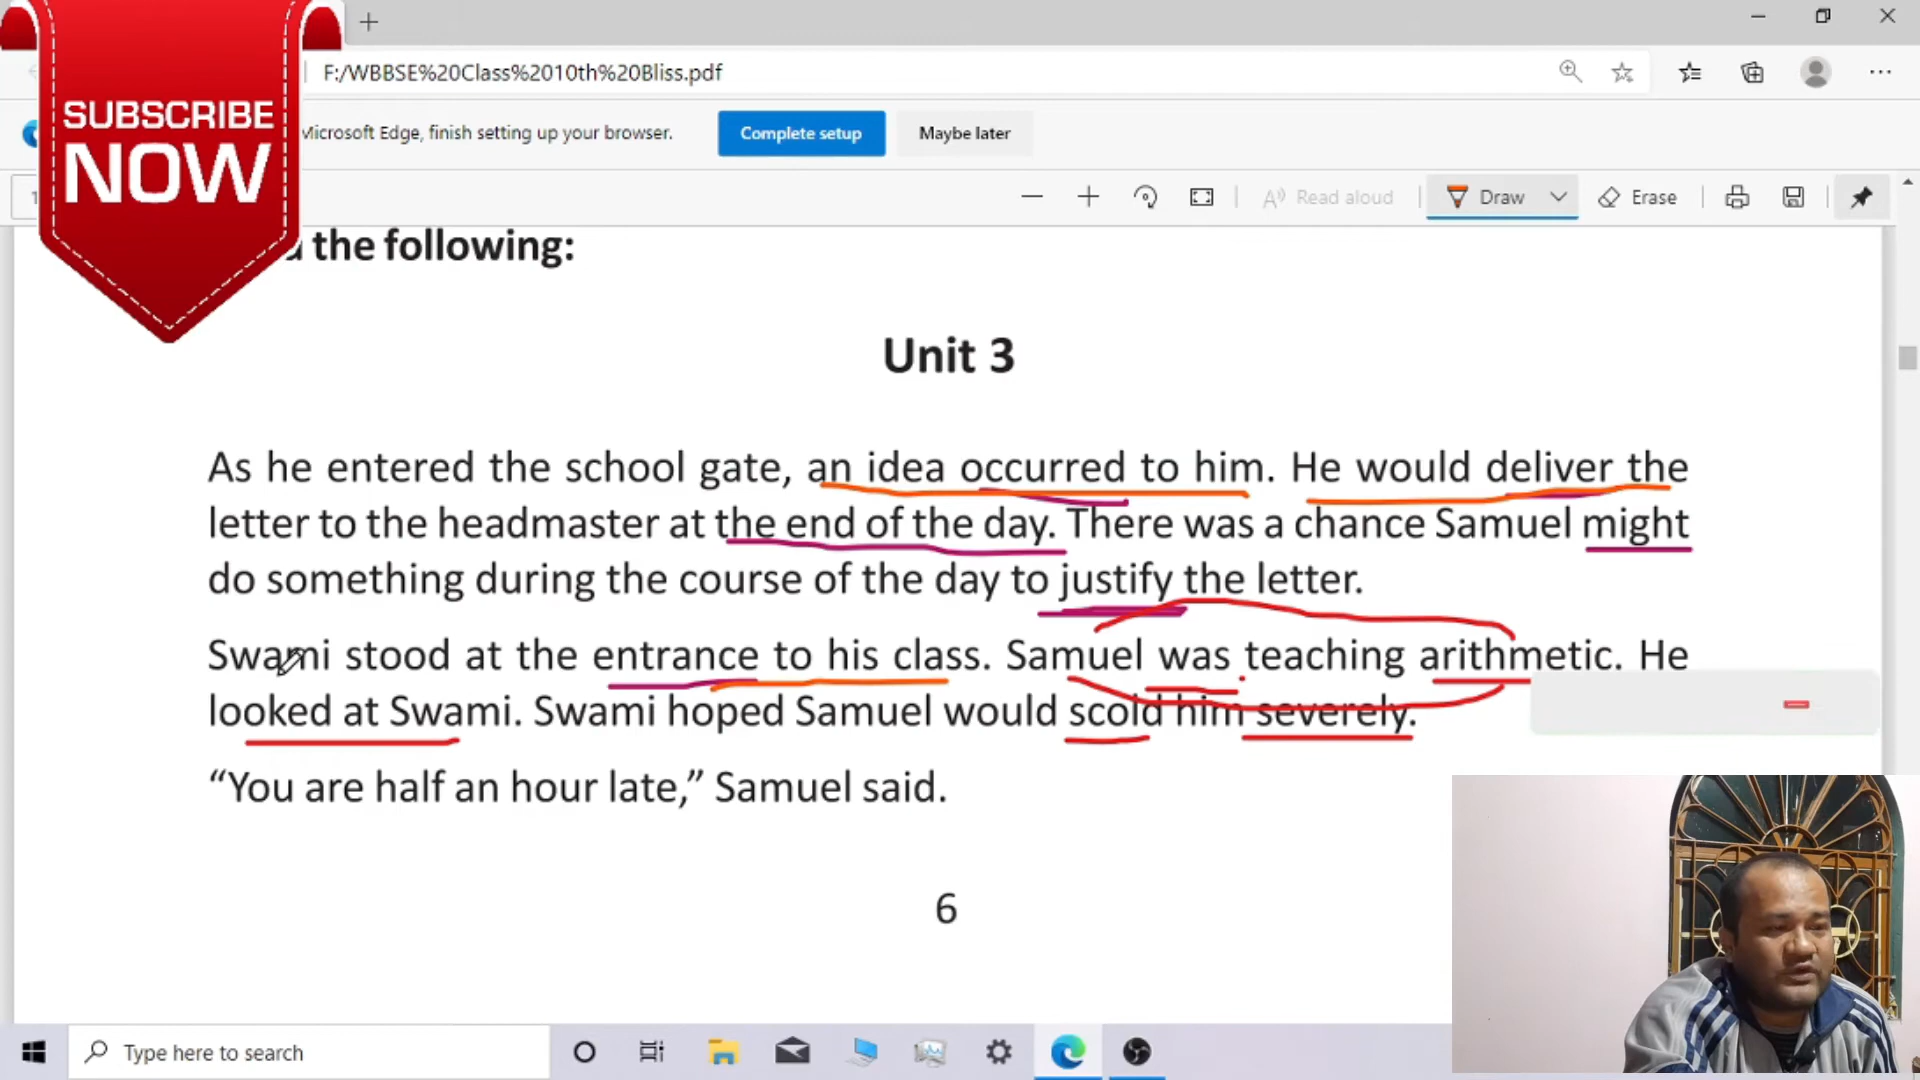 F:/WBBSE%20Class%2010th%20Bliss.pdf
SUBSCRIBE
NOW
Microsoft Edge, finish setting up your browser.
Complete setup
Maybe later
Read aloud
Draw
Erase
the following:
Unit 3
As he entered the school gate, an idea occurred to him. He would deliver the
letter to the headmaster at the end of the day. There was a chance Samuel might
do something during the course of the day to justify the letter.
Swami stood at the entrance to his class. Samuel was teaching arithmetic. He
looked at Swami. Swami hoped Samuel would scold him severely.
“You are half an hour late,” Samuel said.
6
Type here to search